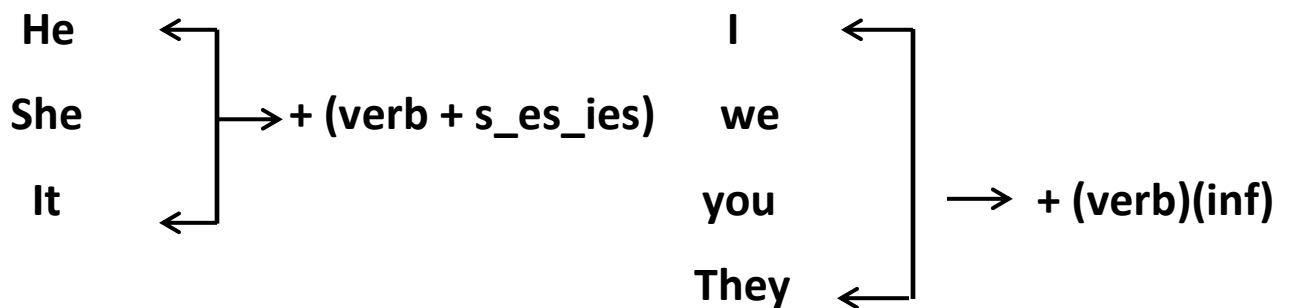 He
She
It
+ (verb + s_es_ies)
I
we
you
They
+ (verb)(inf)